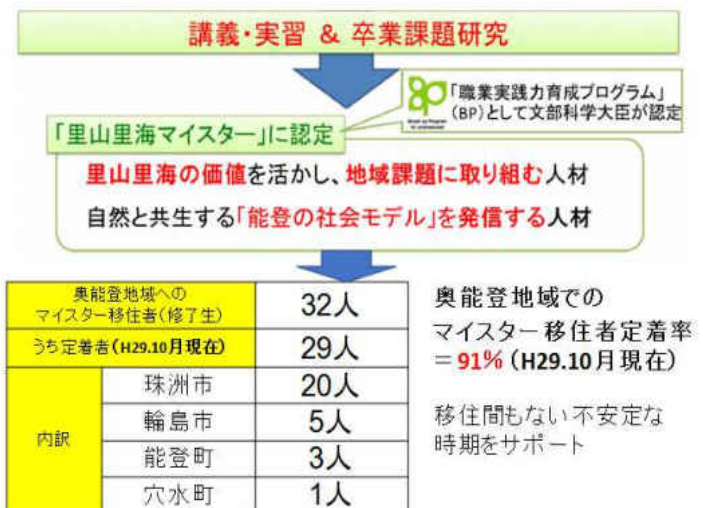 講義・実習 & 卒業課題研究
「職業実践力育成プログラム」
(BP)として文部科学大臣が認定
「里山里海マイスター」に認定
里山里海の価値を活かし、地域課題に取り組む人材
自然と共生する「能登の社会モデル」を発信する人材
奥能登地域への
マイスター移住者(修了生)
32人
うち定着者(H29.10月現在)
29人
内訳
珠洲市
20人
輪島市
5人
能登町
3人
穴水町
1人
奥能登地域での
マイスター移住者定着率
=91%(H29.10月現在)
移住間もない不安定な
時期をサポート